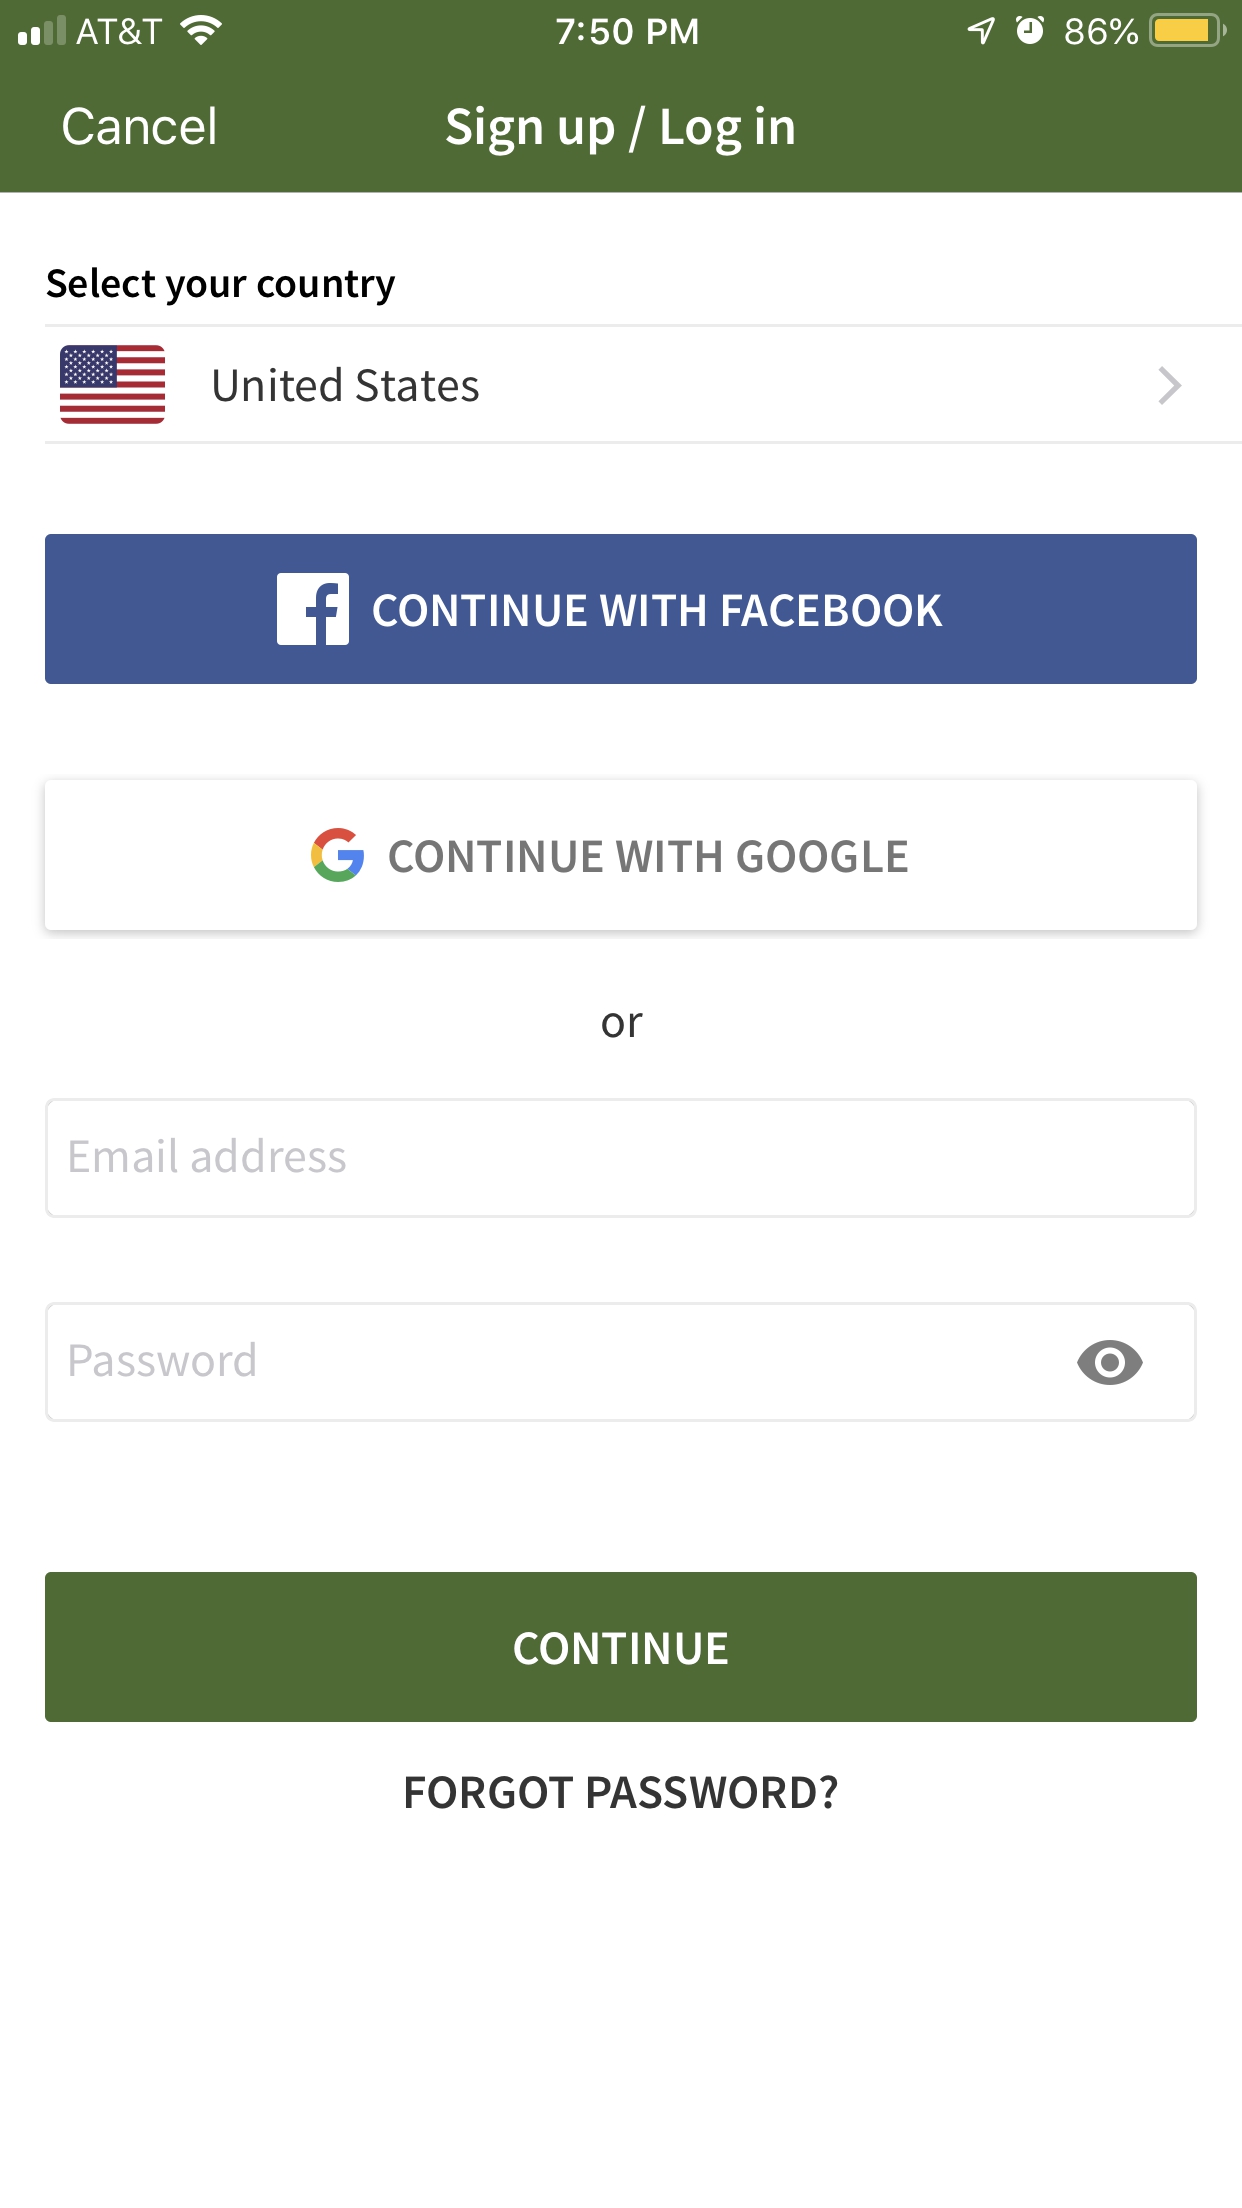 AT&T 7:50 PM 86%
Cancel Sign up / Log in
Select your country
United States
CONTINUE WITH FACEBOOK
CONTINUE WITH GOOGLE
or
Email address
Password
CONTINUE
FORGOT PASSWORD?